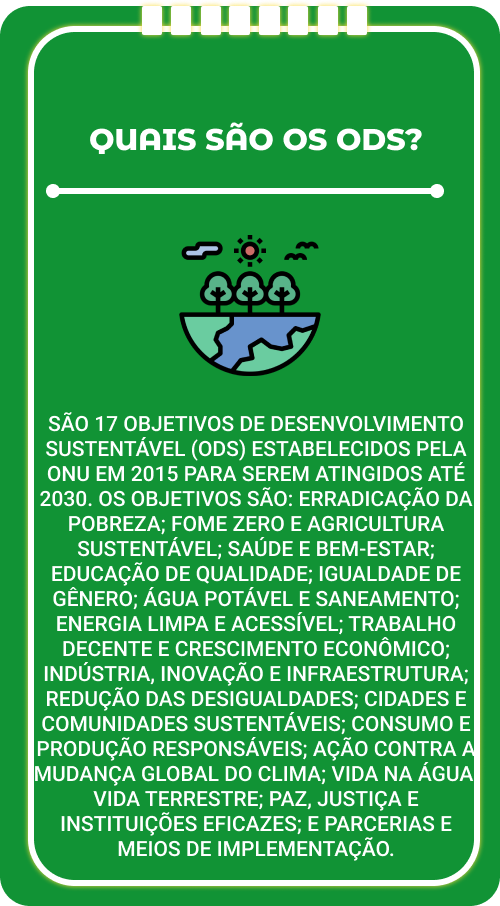 QUAIS SÃO OS ODS?
SÃO 17 OBJETIVOS DE DESENVOLVIMENTO
SUSTENTÁVEL (ODS) ESTABELECIDOS PELA
ONU EM 2015 PARA SEREM ATINGIDOS ATÉ
2030. OS OBJETIVOS SÃO: ERRADICAÇÃO DA
POBREZA; FOME ZERO E AGRICULTURA
SUSTENTÁVEL; SAÚDE E BEM-ESTAR;
EDUCAÇÃO DE QUALIDADE; IGUALDADE DE
GÊNERO; ÁGUA POTÁVEL E SANEAMENTO;
ENERGIA LIMPA E ACESSÍVEL; TRABALHO
DECENTE E CRESCIMENTO ECONÔMICO;
INDÚSTRIA, INOVAÇÃO E INFRAESTRUTURA;
REDUÇÃO DAS DESIGUALDADES; CIDADES E
COMUNIDADES SUSTENTÁVEIS; CONSUMO E
PRODUÇÃO RESPONSÁVEIS; AÇÃO CONTRA A
MUDANÇA GLOBAL DO CLIMA; VIDA NA ÁGUA
VIDA TERRESTRE; PAZ, JUSTIÇA E
INSTITUIÇÕES EFICAZES; E PARCERIAS E
MEIOS DE IMPLEMENTAÇÃO.